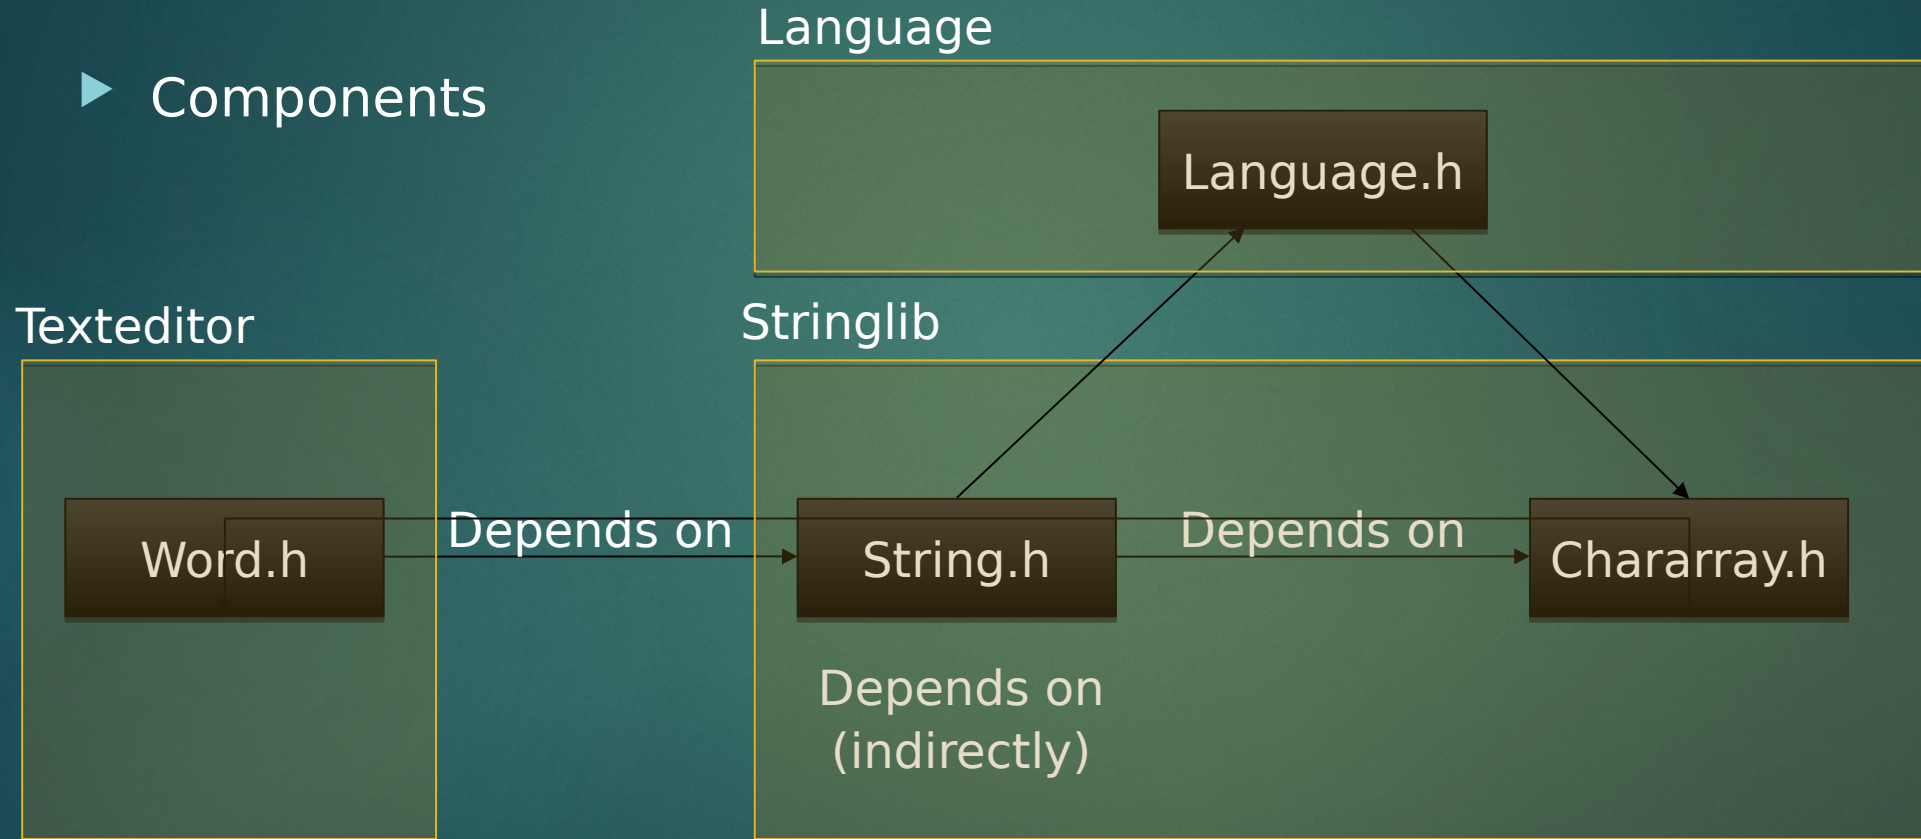 Language
Components
Language.h
Texteditor
Stringlib
Word.h
Depends on
String.h
Depends on
Chararray.h
Depends on
(indirectly)